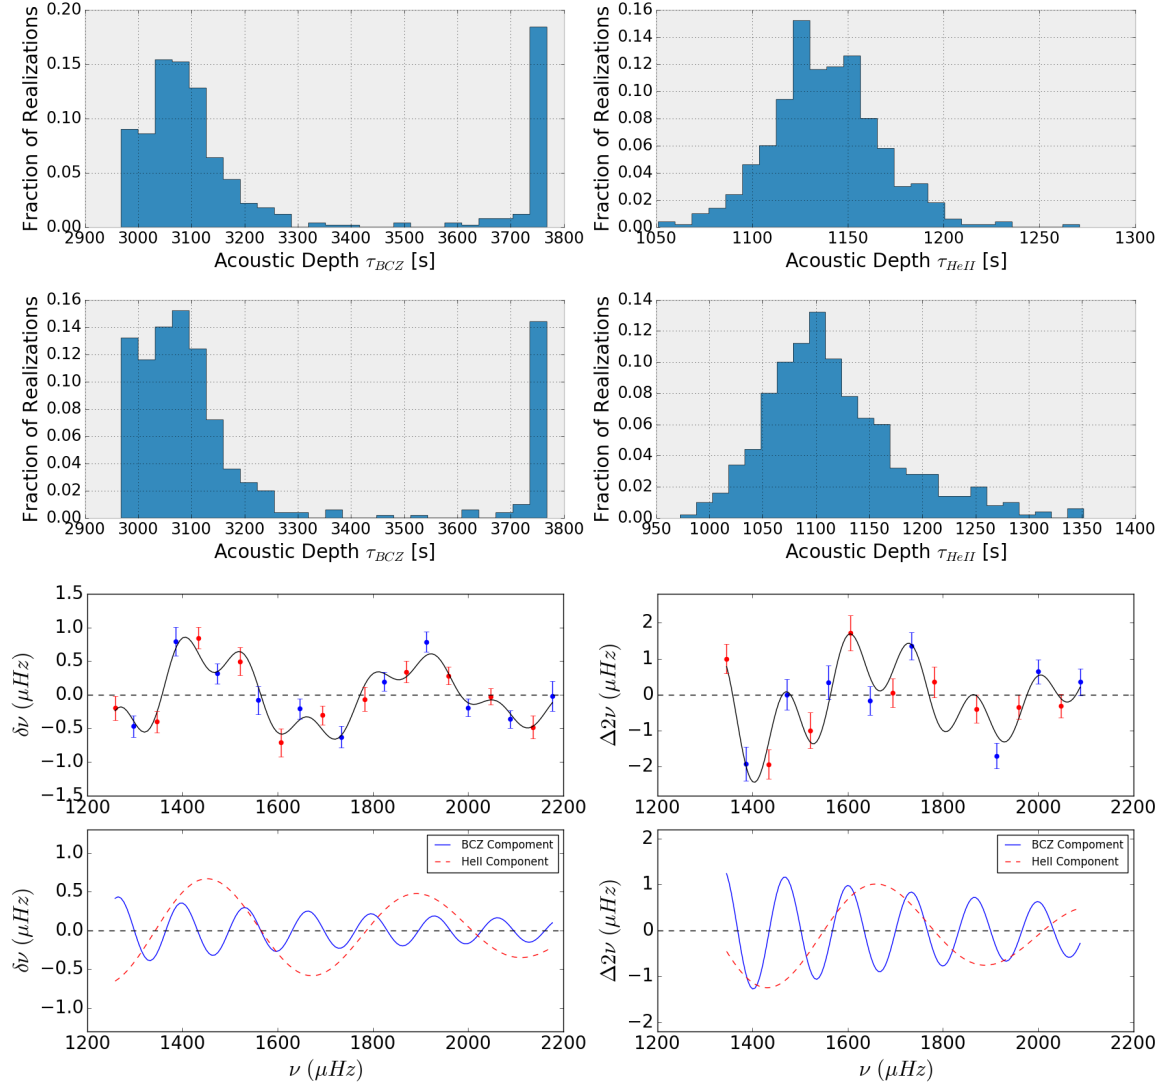 0.20
0.15
0.10
0.05
0.00
Fraction of Realizations
2900 3000 3100 3200 3300 3400 3500 3600 3700 3800
Acoustic Depth τ_BCZ [s]
0.16
0.14
0.12
0.10
0.08
0.06
0.04
0.02
0.00
Fraction of Realizations
1050 1100 1150 1200 1250 1300
Acoustic Depth τ_HeII [s]
0.16
0.14
0.12
0.10
0.08
0.06
0.04
0.02
0.00
Fraction of Realizations
2900 3000 3100 3200 3300 3400 3500 3600 3700 3800
Acoustic Depth τ_BCZ [s]
0.14
0.12
0.10
0.08
0.06
0.04
0.02
0.00
Fraction of Realizations
950 1000 1050 1100 1150 1200 1250 1300 1350 1400
Acoustic Depth τ_HeII [s]
1.5
1.0
0.5
0.0
−0.5
−1.0
−1.5
δν (μHz)
1200 1400 1600 1800 2000 2200
2
1
0
−1
−2
Δ2ν (μHz)
1200 1400 1600 1800 2000 2200
1.0
0.5
0.0
−0.5
−1.0
δν (μHz)
BCZ Compoment
HeII Component
1200 1400 1600 1800 2000 2200
ν (μHz)
2
1
0
−1
−2
Δ2ν (μHz)
BCZ Compoment
HeII Component
1200 1400 1600 1800 2000 2200
ν (μHz)